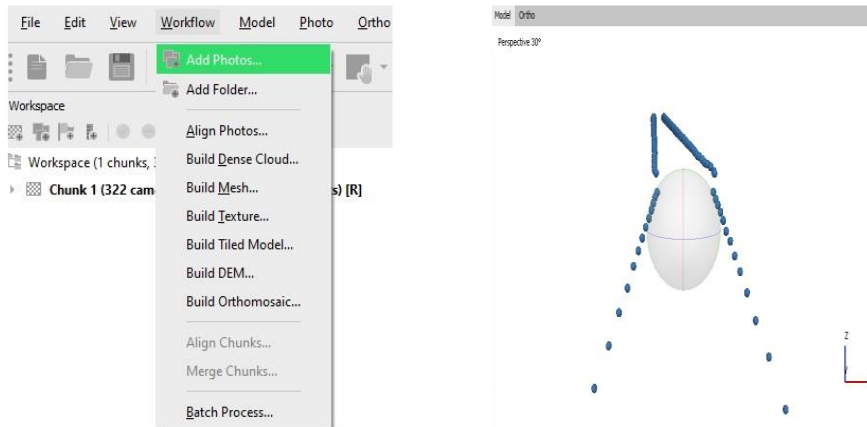 File Edit View Workflow Model Photo Ortho
Add Photos...
Add Folder...
Workspace
Align Photos...
Workspace (1 chunks,
Build Dense Cloud...
Chunk 1 (322 cam
s) [R]
Build Mesh...
Build Texture...
Build Tiled Model...
Build DEM...
Build Orthomosaic...
Align Chunks...
Merge Chunks...
Batch Process...
Model Ortho
Perspective 30°
Z